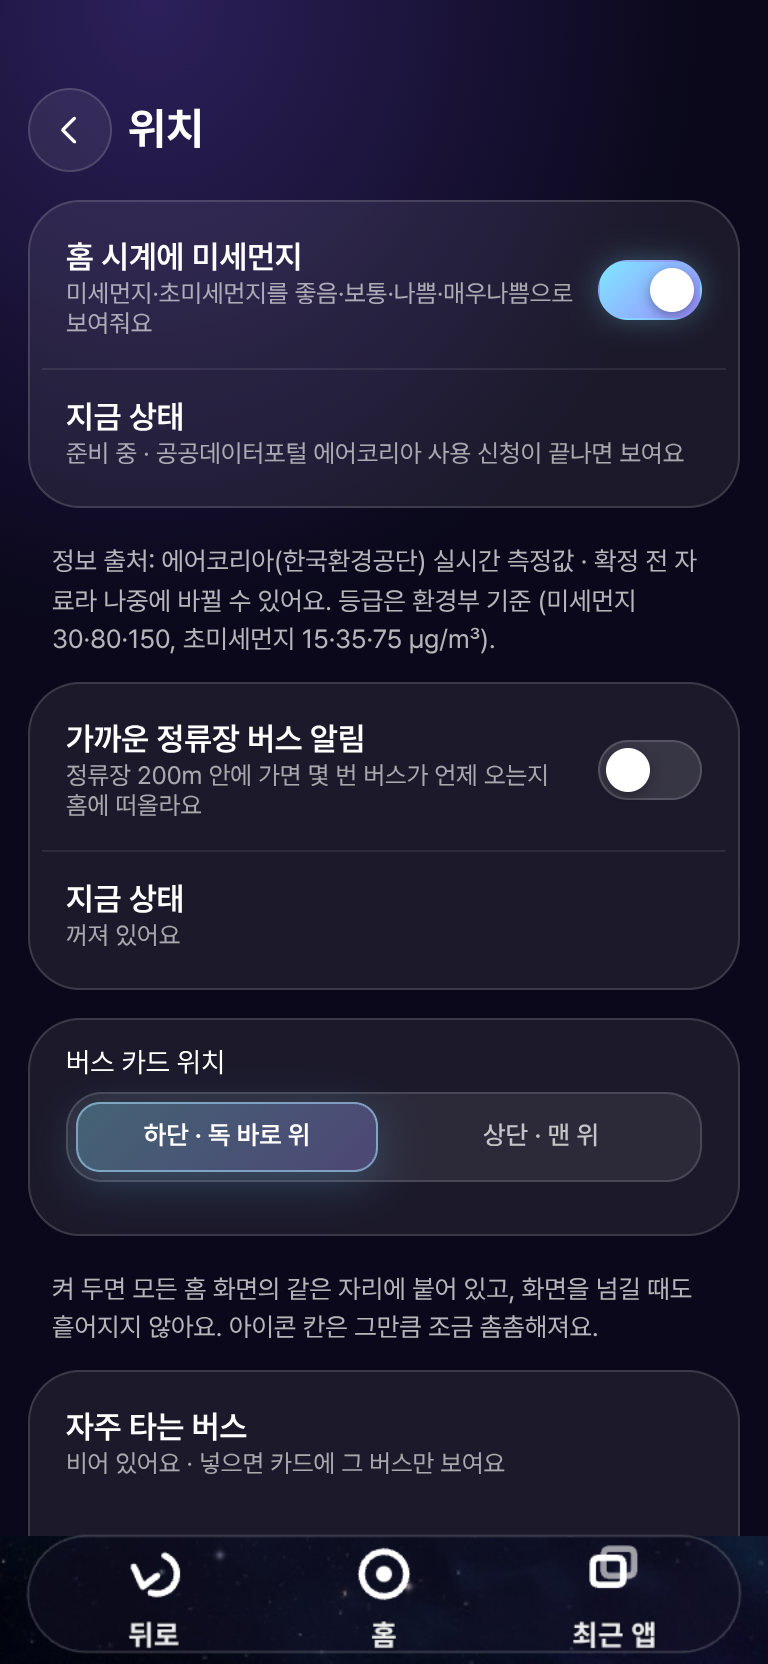 위치
홈 시계에 미세먼지
미세먼지·초미세먼지를 좋음·보통·나쁨·매우나쁨으로
보여줘요
지금 상태
준비 중 · 공공데이터포털 에어코리아 사용 신청이 끝나면 보여요
정보 출처: 에어코리아(한국환경공단) 실시간 측정값 · 확정 전 자
료라 나중에 바뀔 수 있어요. 등급은 환경부 기준 (미세먼지
30·80·150, 초미세먼지 15·35·75 µg/m³).
가까운 정류장 버스 알림
정류장 200m 안에 가면 몇 번 버스가 언제 오는지
홈에 떠올라요
지금 상태
꺼져 있어요
버스 카드 위치
하단 · 독 바로 위
상단 · 맨 위
켜 두면 모든 홈 화면의 같은 자리에 붙어 있고, 화면을 넘길 때도
흩어지지 않아요. 아이콘 칸은 그만큼 조금 촘촘해져요.
자주 타는 버스
비어 있어요 · 넣으면 카드에 그 버스만 보여요
뒤로
홈
최근 앱